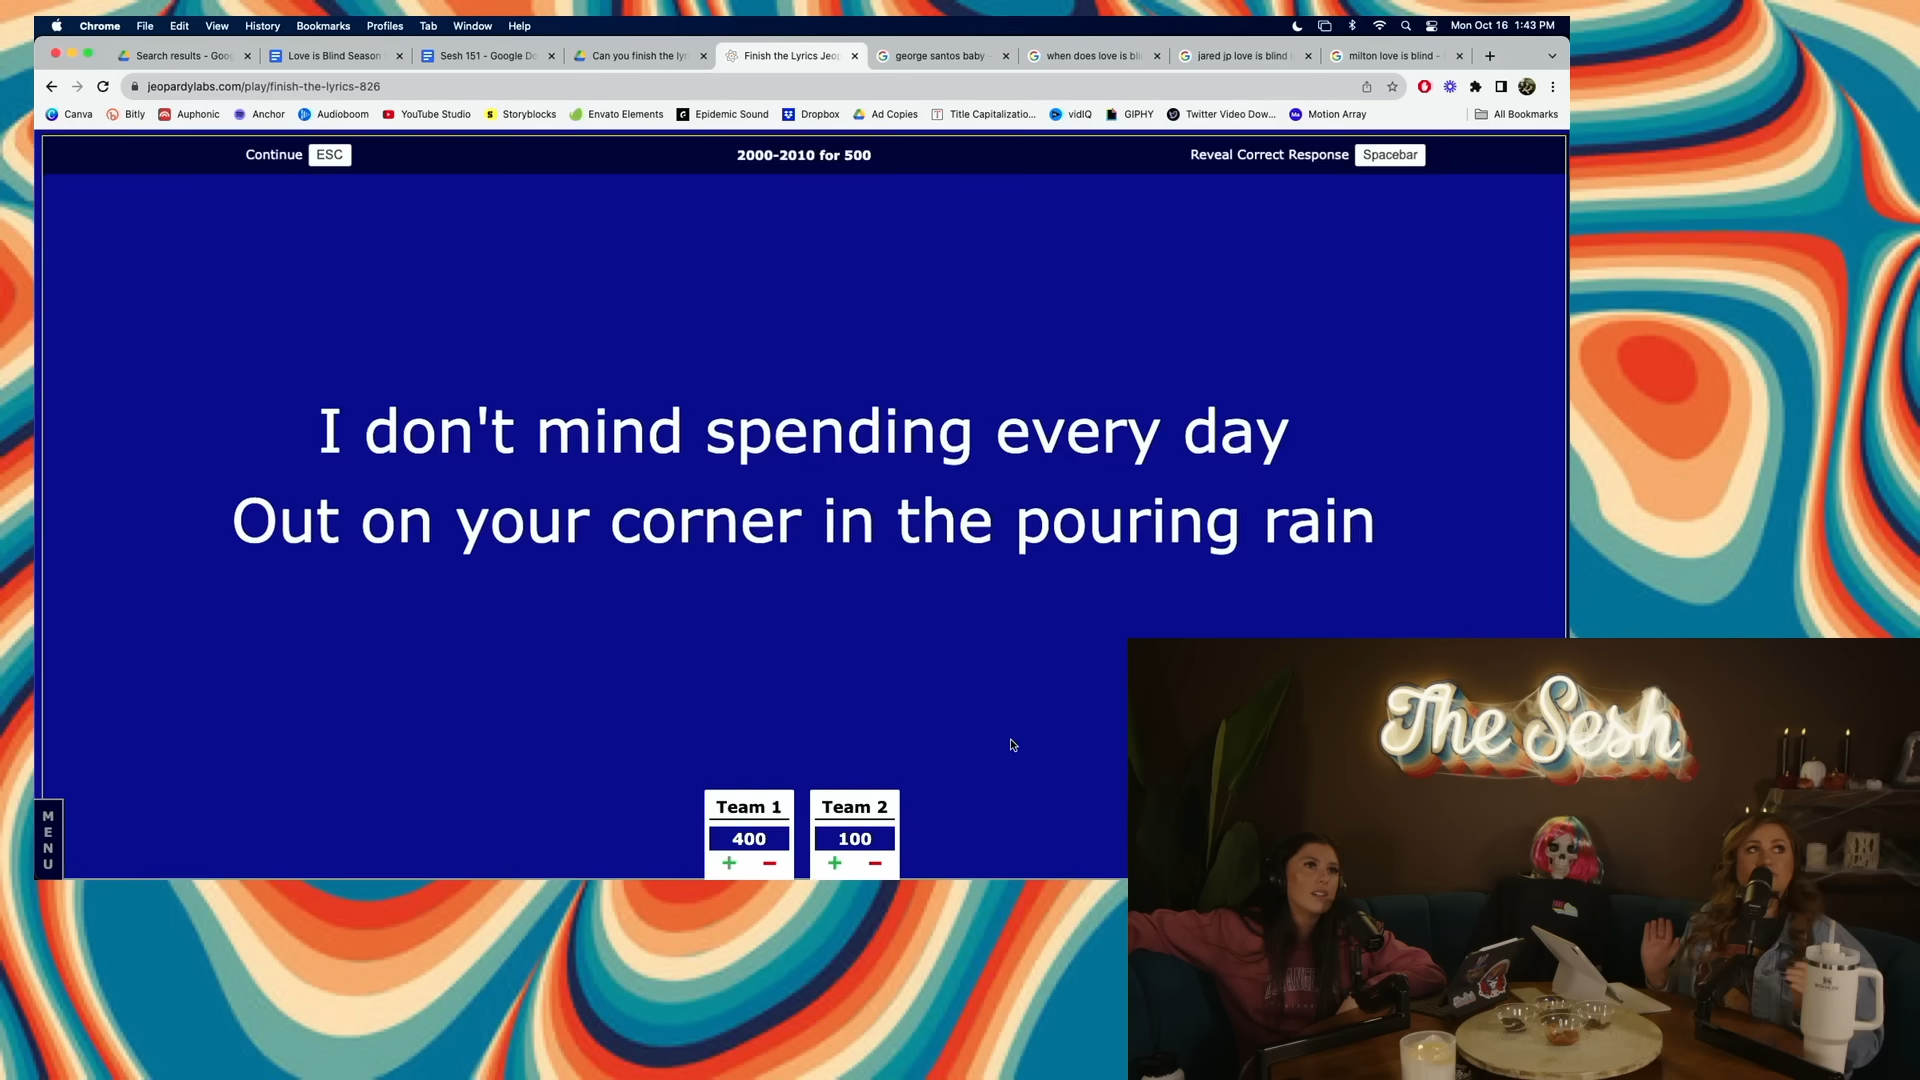 Chrome File Edit View History Bookmarks Profiles Tab Window Help Mon Oct 16 1:43 PM
Search results - Goog Love is Blind Season Sesh 151 - Google Do Can you finish the lyr Finish the Lyrics Jeop george santos baby - when does love is bli jared jp love is blind i milton love is blind -
jeopardylabs.com/play/finish-the-lyrics-826
Canva Bitly Auphonic Anchor Audioboom YouTube Studio Storyblocks Envato Elements Epidemic Sound Dropbox Ad Copies Title Capitalizatio... vidIQ GIPHY Twitter Video Dow... Motion Array All Bookmarks
Continue ESC 2000-2010 for 500 Reveal Correct Response Spacebar
I don't mind spending every day
Out on your corner in the pouring rain
The Sesh
MENU
Team 1 Team 2
400 100
+ − + −